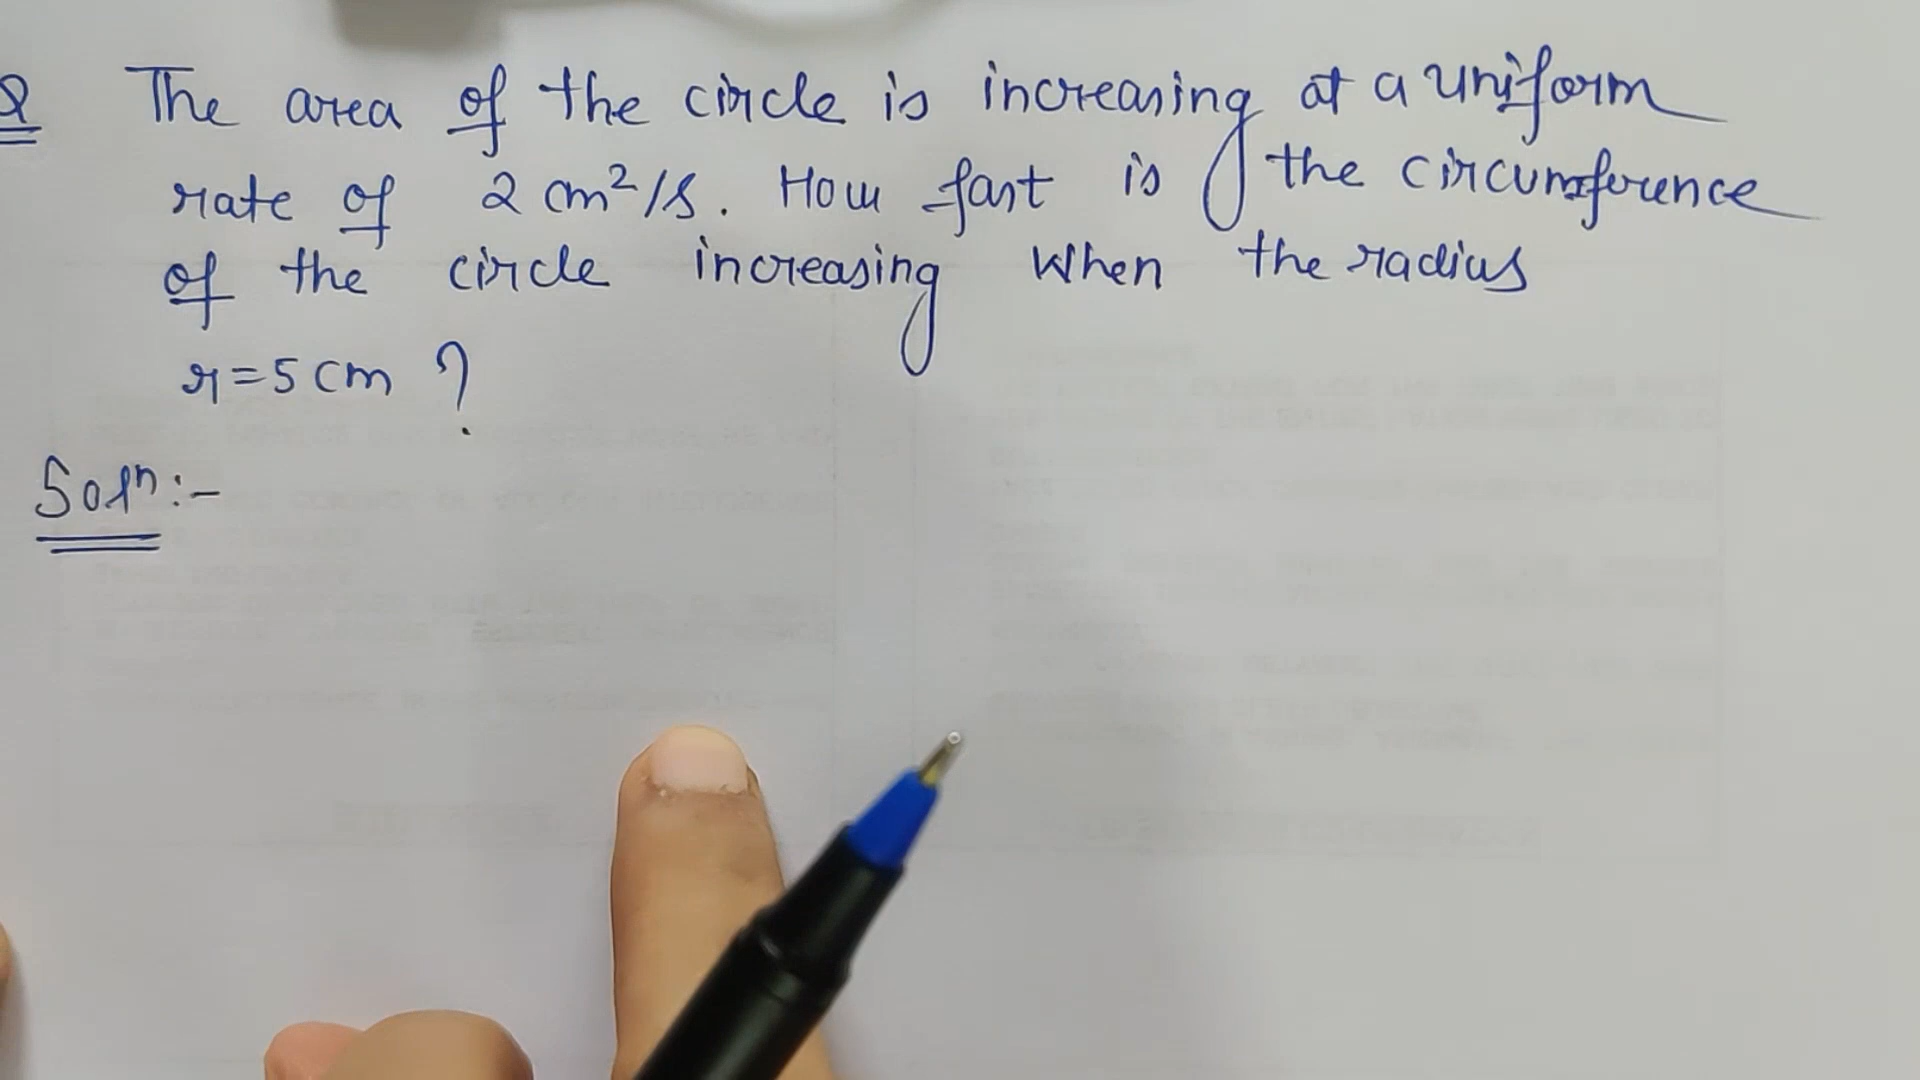 Q The area of the circle is increasing at a uniform
rate of 2 cm²/s. How fast is the circumference
of the circle increasing when the radius
r = 5 cm ?
Solⁿ :-